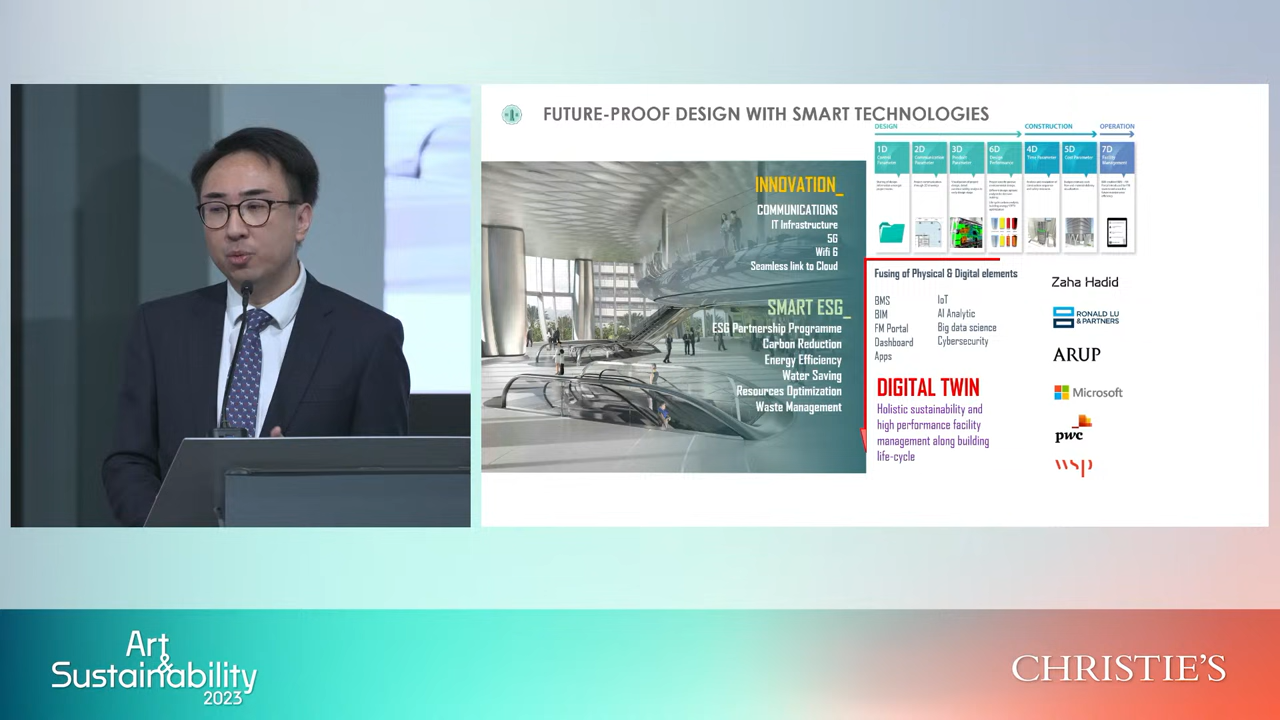 FUTURE-PROOF DESIGN WITH SMART TECHNOLOGIES
DESIGN
CONSTRUCTION
OPERATION
1D
2D
3D
6D
4D
5D
7D
INNOVATION_
COMMUNICATIONS
IT Infrastructure
5G
Wifi 6
Seamless link to Cloud
SMART ESG_
ESG Partnership Programme
Carbon Reduction
Energy Efficiency
Water Saving
Resources Optimization
Waste Management
Fusing of Physical & Digital elements
BMS
BIM
FM Portal
Dashboard
Apps
IoT
AI Analytic
Big data science
Cybersecurity
DIGITAL TWIN
Holistic sustainability and
high performance facility
management along building
life-cycle
Zaha Hadid
RONALD LU
& PARTNERS
ARUP
Microsoft
pwc
wsp
Art
&
Sustainability
2023
CHRISTIE'S